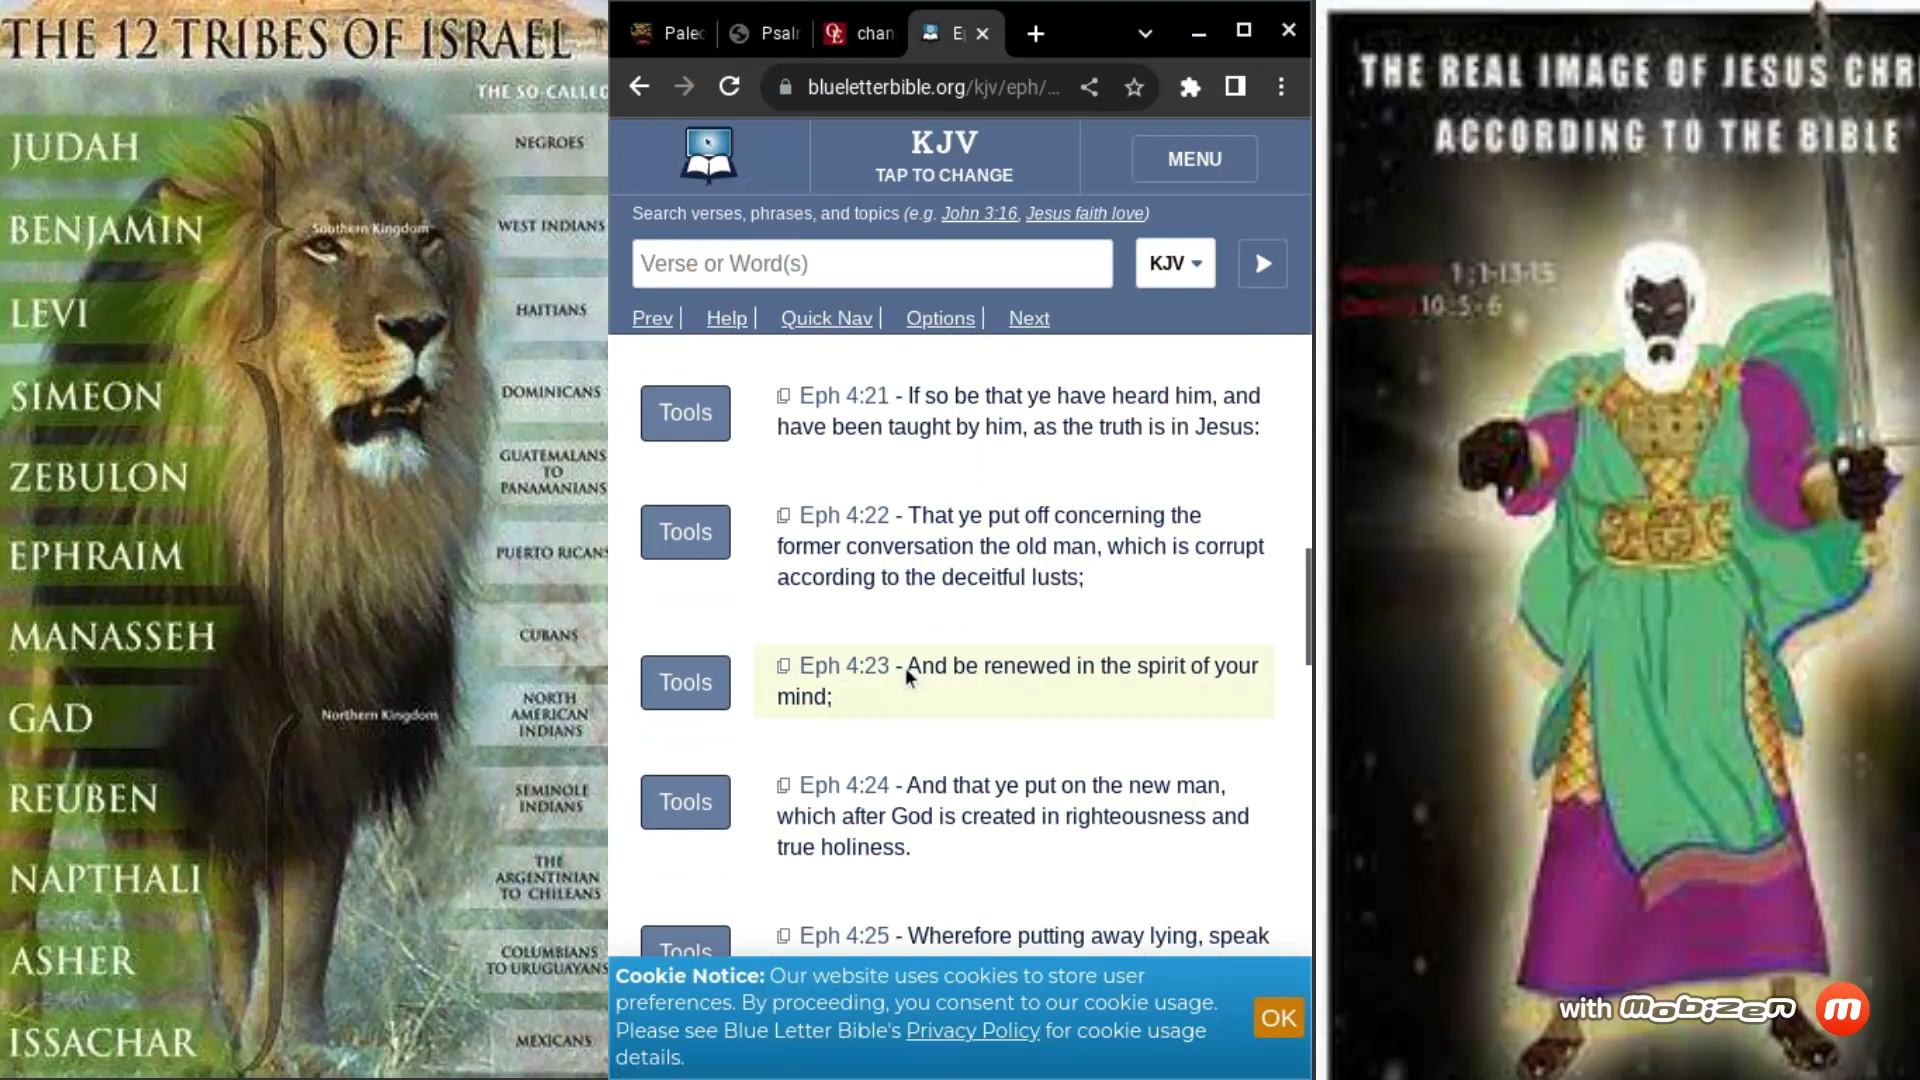 THE 12 TRIBES OF ISRAEL
THE SO-CALLED
JUDAH
NEGROES
BENJAMIN
Southern Kingdom
WEST INDIANS
LEVI
HAITIANS
SIMEON
DOMINICANS
ZEBULON
GUATEMALANS
TO
PANAMANIANS
EPHRAIM
PUERTO RICANS
MANASSEH
CUBANS
GAD
Northern Kingdom
NORTH
AMERICAN
INDIANS
REUBEN
SEMINOLE
INDIANS
NAPTHALI
THE
ARGENTINIAN
TO CHILEANS
ASHER
COLUMBIANS
TO URUGUAYANS
ISSACHAR
MEXICANS
Paleo
Psal
chan
E
blueletterbible.org/kjv/eph/...
KJV
TAP TO CHANGE
MENU
Search verses, phrases, and topics (e.g. John 3:16, Jesus faith love)
Verse or Word(s)
KJV
Prev | Help | Quick Nav | Options | Next
Tools
Eph 4:21 - If so be that ye have heard him, and
have been taught by him, as the truth is in Jesus:
Tools
Eph 4:22 - That ye put off concerning the
former conversation the old man, which is corrupt
according to the deceitful lusts;
Tools
Eph 4:23 - And be renewed in the spirit of your
mind;
Tools
Eph 4:24 - And that ye put on the new man,
which after God is created in righteousness and
true holiness.
Tools
Eph 4:25 - Wherefore putting away lying, speak
Cookie Notice: Our website uses cookies to store user
preferences. By proceeding, you consent to our cookie usage.
Please see Blue Letter Bible's Privacy Policy for cookie usage
details.
OK
THE REAL IMAGE OF JESUS CHR
ACCORDING TO THE BIBLE
1:1-13-15
10:5-6
with mobizen